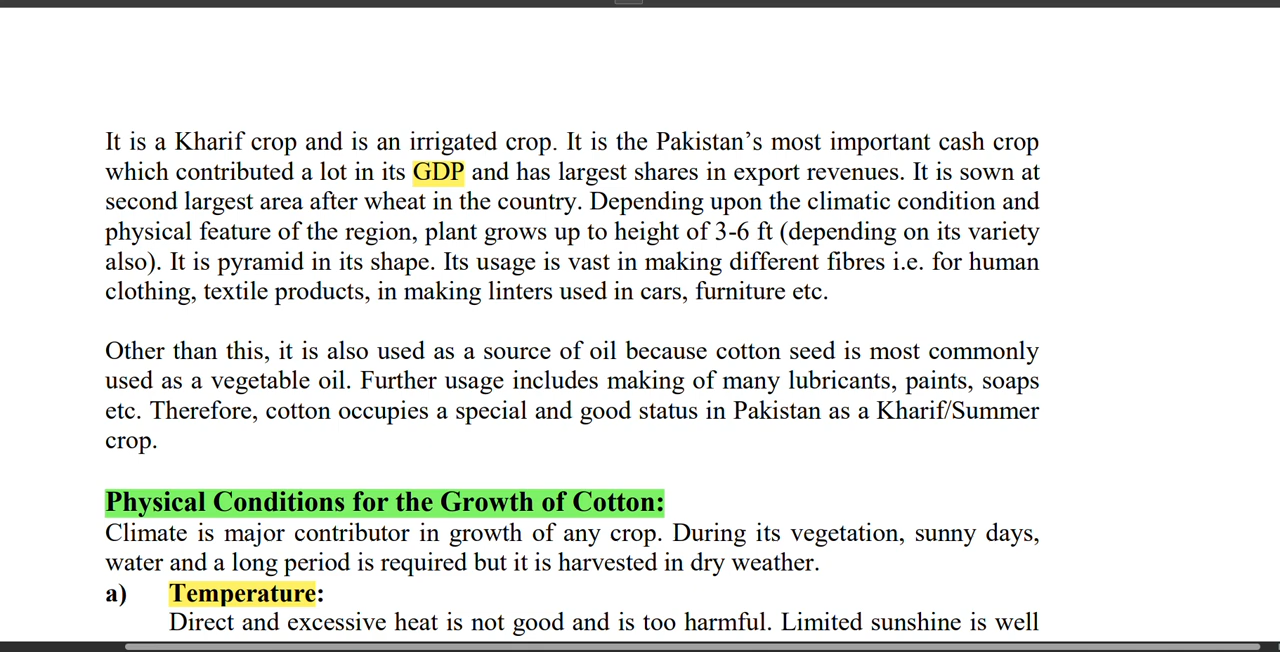 It is a Kharif crop and is an irrigated crop. It is the Pakistan’s most important cash crop
which contributed a lot in its GDP and has largest shares in export revenues. It is sown at
second largest area after wheat in the country. Depending upon the climatic condition and
physical feature of the region, plant grows up to height of 3-6 ft (depending on its variety
also). It is pyramid in its shape. Its usage is vast in making different fibres i.e. for human
clothing, textile products, in making linters used in cars, furniture etc.
Other than this, it is also used as a source of oil because cotton seed is most commonly
used as a vegetable oil. Further usage includes making of many lubricants, paints, soaps
etc. Therefore, cotton occupies a special and good status in Pakistan as a Kharif/Summer
crop.
Physical Conditions for the Growth of Cotton:
Climate is major contributor in growth of any crop. During its vegetation, sunny days,
water and a long period is required but it is harvested in dry weather.
a) Temperature:
Direct and excessive heat is not good and is too harmful. Limited sunshine is well